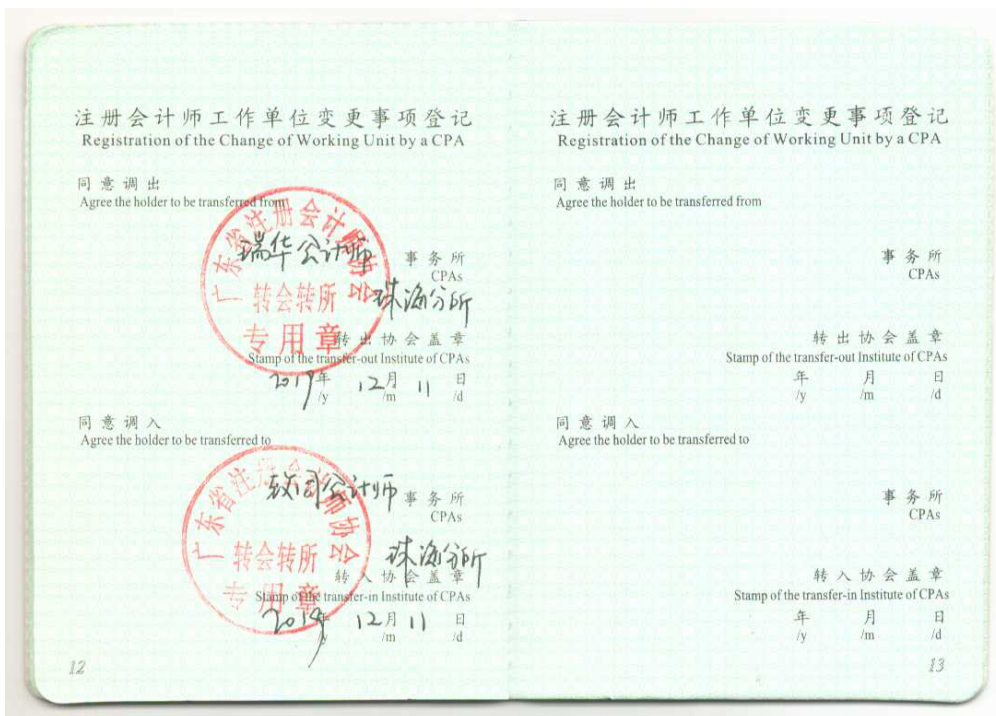 注册会计师工作单位变更事项登记
Registration of the Change of Working Unit by a CPA
同意调出
Agree the holder to be transferred from
广东省注册会计师协会
瑞华会计师
事务所
CPAs
转会转所
珠海分所
专用章
转出协会盖章
Stamp of the transfer-out Institute of CPAs
2019年 12月 11日
/y /m /d
同意调入
Agree the holder to be transferred to
广东省注册会计师协会
致同会计师
事务所
CPAs
转会转所
珠海分所
专用章
转入协会盖章
Stamp of the transfer-in Institute of CPAs
2019年 12月 11日
/y /m /d
12
注册会计师工作单位变更事项登记
Registration of the Change of Working Unit by a CPA
同意调出
Agree the holder to be transferred from
事务所
CPAs
转出协会盖章
Stamp of the transfer-out Institute of CPAs
年 月 日
/y /m /d
同意调入
Agree the holder to be transferred to
事务所
CPAs
转入协会盖章
Stamp of the transfer-in Institute of CPAs
年 月 日
/y /m /d
13